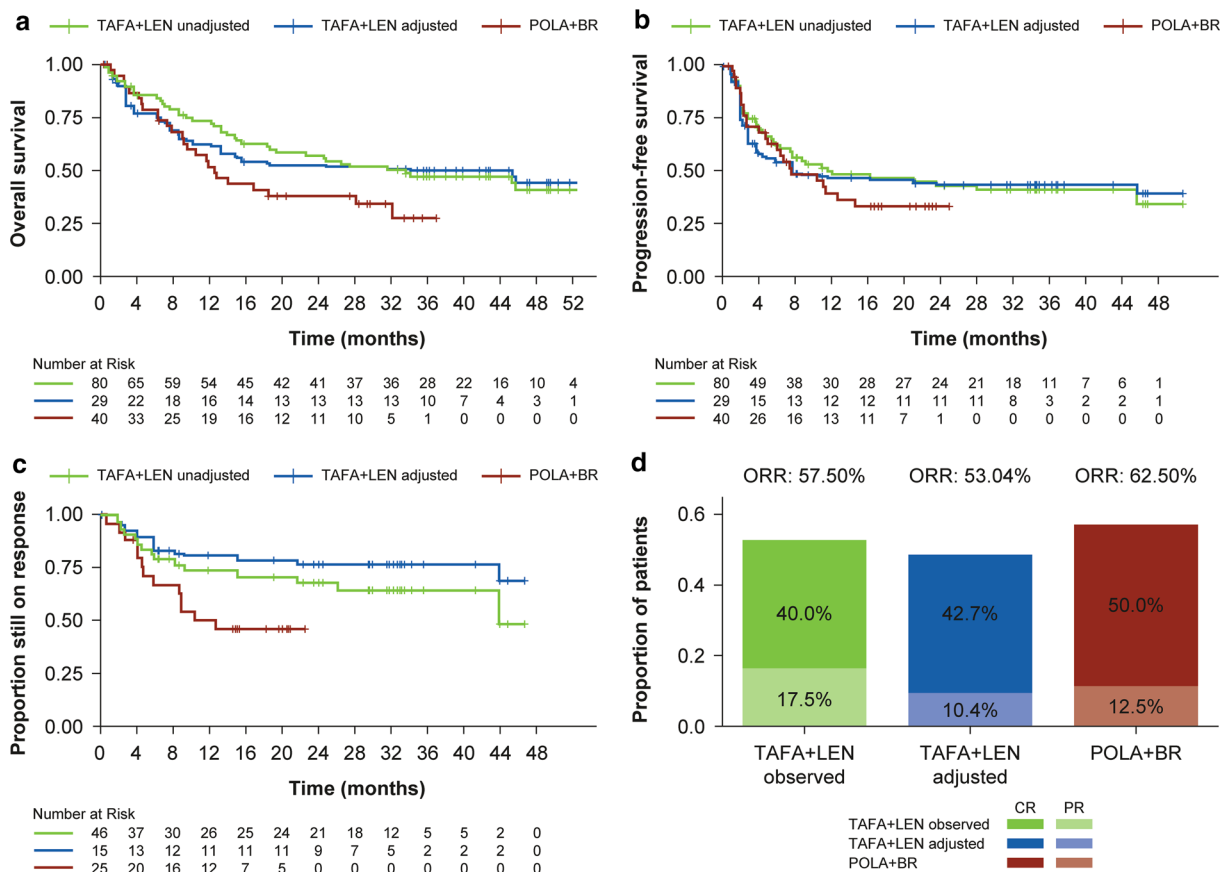 a
TAFA+LEN unadjusted TAFA+LEN adjusted POLA+BR
Overall survival
1.00
0.75
0.50
0.25
0.00
0 4 8 12 16 20 24 28 32 36 40 44 48 52
Time (months)
Number at Risk
80 65 59 54 45 42 41 37 36 28 22 16 10 4
29 22 18 16 14 13 13 13 13 10 7 4 3 1
40 33 25 19 16 12 11 10 5 1 0 0 0 0
b
TAFA+LEN unadjusted TAFA+LEN adjusted POLA+BR
Progression-free survival
1.00
0.75
0.50
0.25
0.00
0 4 8 12 16 20 24 28 32 36 40 44 48
Time (months)
Number at Risk
80 49 38 30 28 27 24 21 18 11 7 6 1
29 15 13 12 12 11 11 11 8 3 2 2 1
40 26 16 13 11 7 1 0 0 0 0 0 0
c
TAFA+LEN unadjusted TAFA+LEN adjusted POLA+BR
Proportion still on response
1.00
0.75
0.50
0.25
0.00
0 4 8 12 16 20 24 28 32 36 40 44 48
Time (months)
Number at Risk
46 37 30 26 25 24 21 18 12 5 5 2 0
15 13 12 11 11 11 9 7 5 2 2 2 0
25 20 16 12 7 5 0 0 0 0 0 0 0
d
ORR: 57.50% ORR: 53.04% ORR: 62.50%
Proportion of patients
0.6
0.4
0.2
0.0
40.0% 42.7% 50.0%
17.5% 10.4% 12.5%
TAFA+LEN observed
TAFA+LEN adjusted
POLA+BR
CR PR
TAFA+LEN observed
TAFA+LEN adjusted
POLA+BR